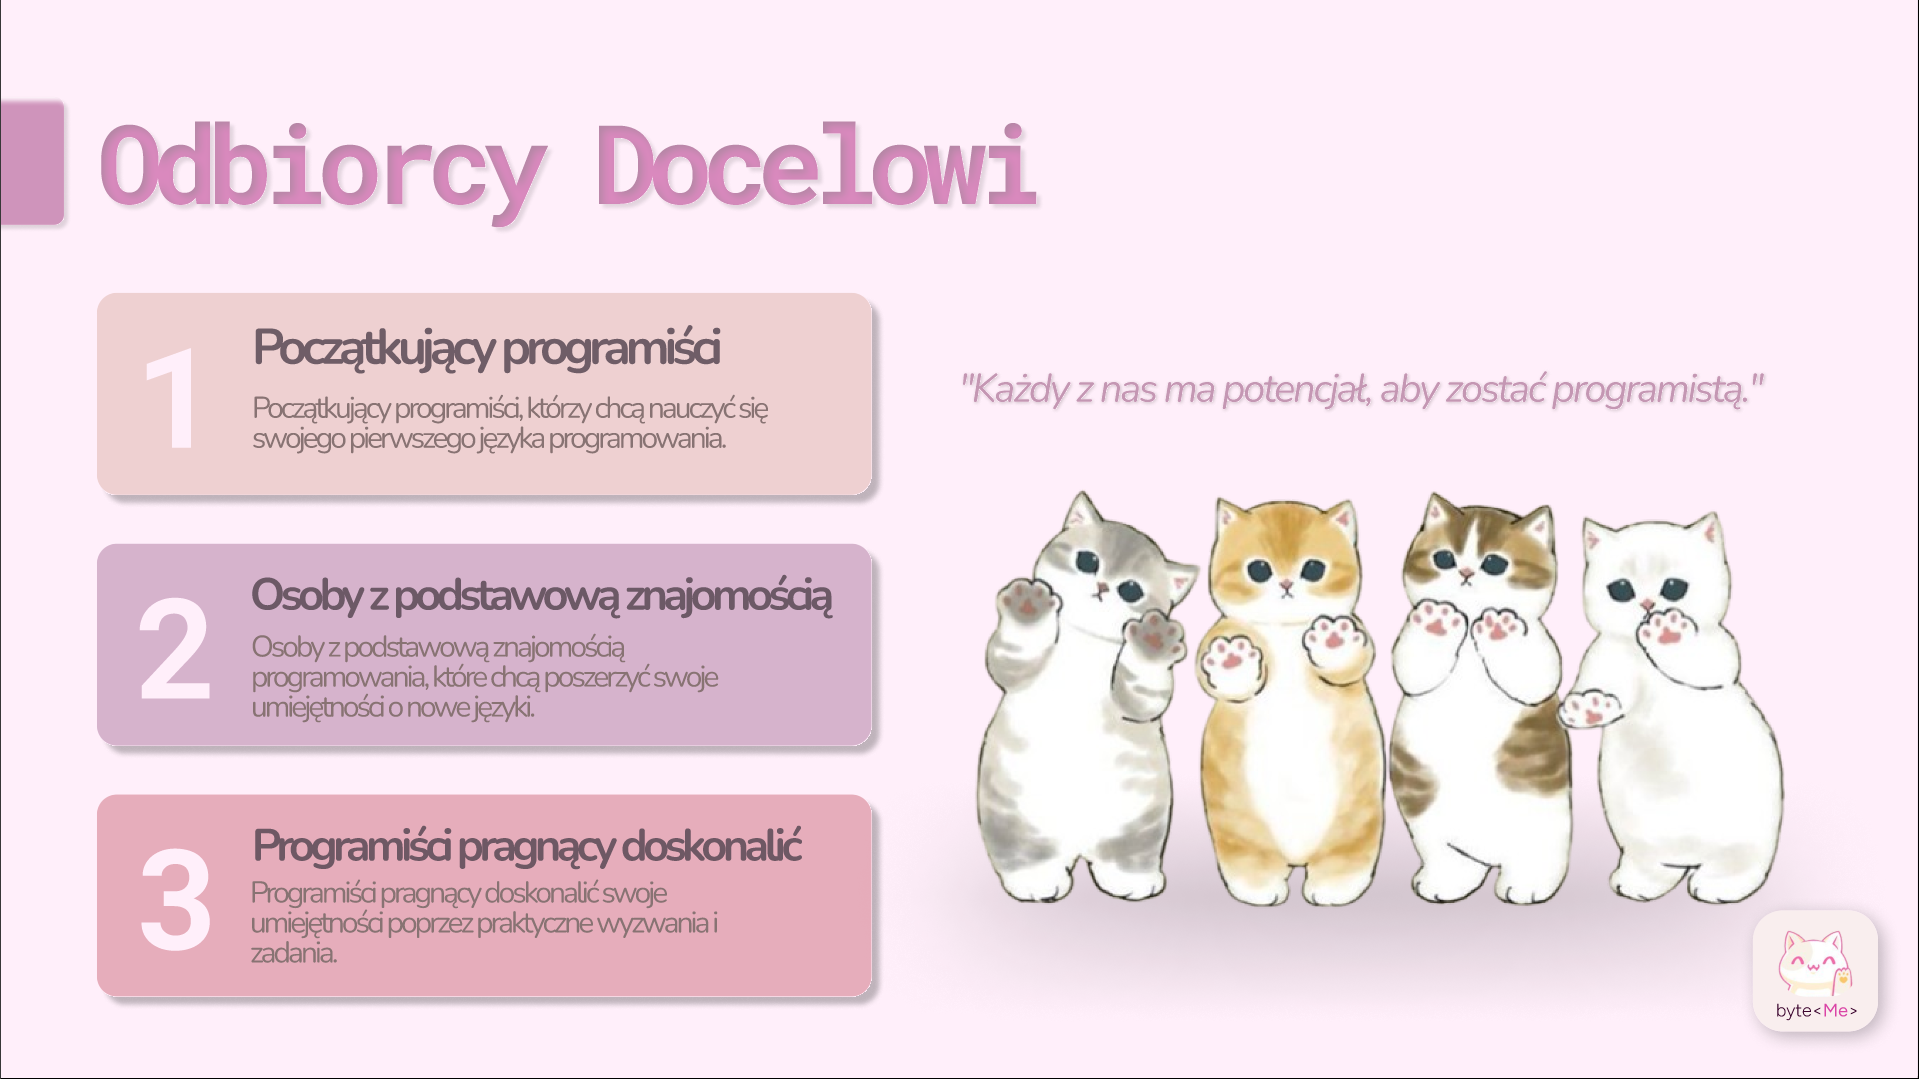 Odbiorcy Docelowi
1
Początkujący programiści
Początkujący programiści, którzy chcą nauczyć się
swojego pierwszego języka programowania.
2
Osoby z podstawową znajomością
Osoby z podstawową znajomością
programowania, które chcą poszerzyć swoje
umiejętności o nowe języki.
3
Programiści pragnący doskonalić
Programiści pragnący doskonalić swoje
umiejętności poprzez praktyczne wyzwania i
zadania.
"Każdy z nas ma potencjał, aby zostać programistą."
byte<Me>